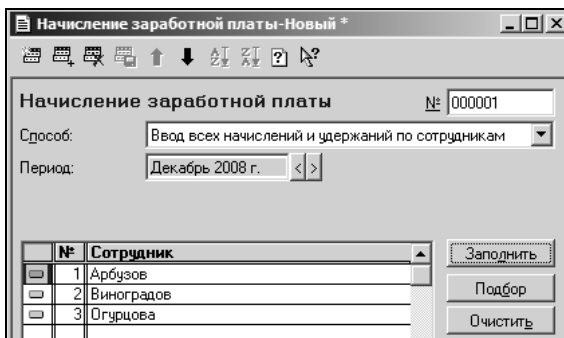 Начисление заработной платы-Новый *
Начисление заработной платы № 000001
Способ: Ввод всех начислений и удержаний по сотрудникам
Период: Декабрь 2008 г. < >
№ Сотрудник Заполнить
1 Арбузов
2 Виноградов Подбор
3 Огурцова Очистить